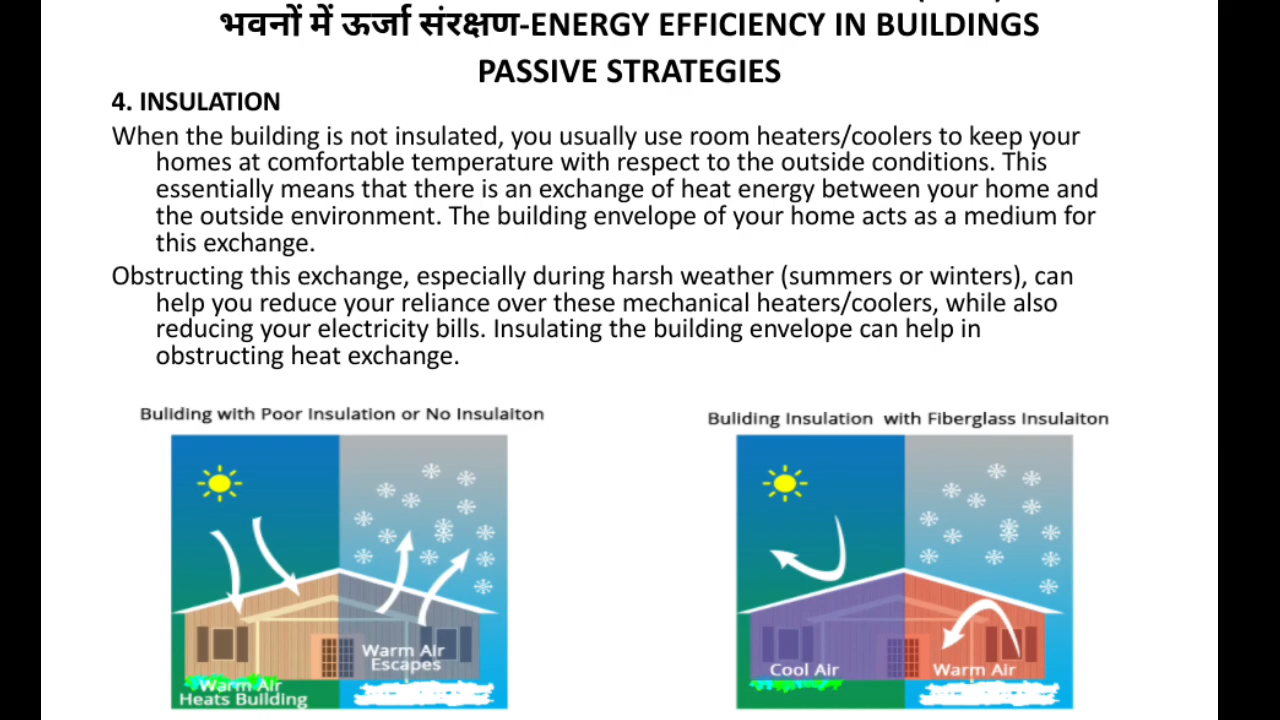 भवनों में ऊर्जा संरक्षण-ENERGY EFFICIENCY IN BUILDINGS
PASSIVE STRATEGIES
4. INSULATION
When the building is not insulated, you usually use room heaters/coolers to keep your
homes at comfortable temperature with respect to the outside conditions. This
essentially means that there is an exchange of heat energy between your home and
the outside environment. The building envelope of your home acts as a medium for
this exchange.
Obstructing this exchange, especially during harsh weather (summers or winters), can
help you reduce your reliance over these mechanical heaters/coolers, while also
reducing your electricity bills. Insulating the building envelope can help in
obstructing heat exchange.
Buliding with Poor Insulation or No Insulaiton
Buliding Insulation with Fiberglass Insulaiton
Warm Air
Escapes
Warm Air
Heats Building
Cool Air
Warm Air